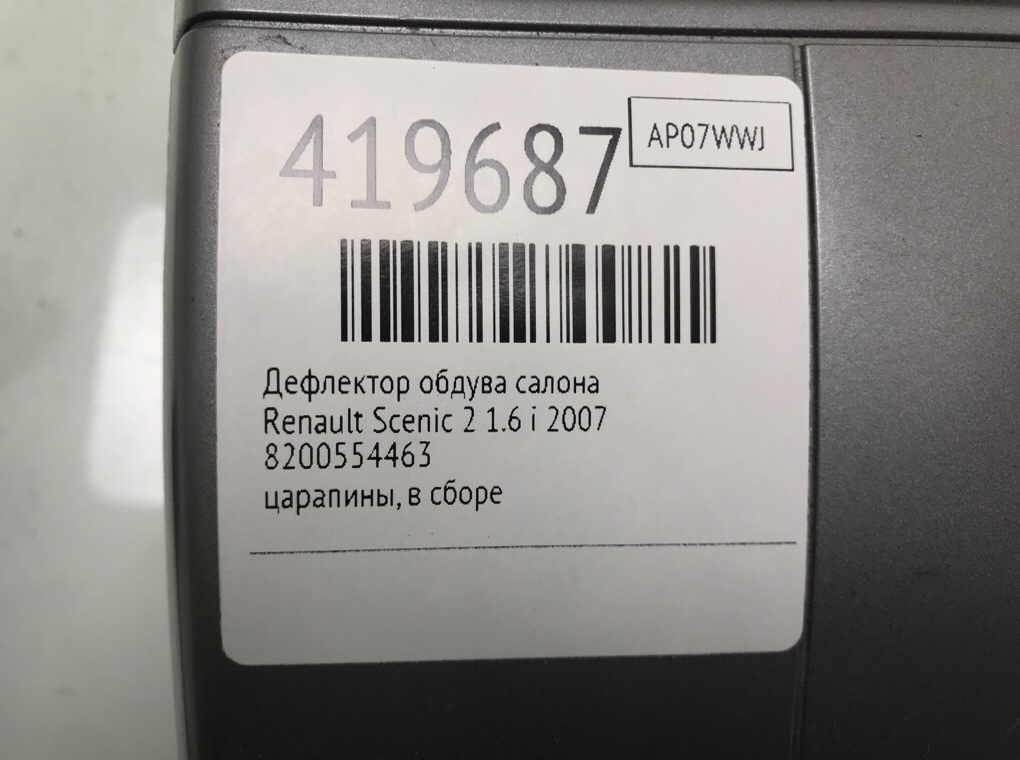 419687
AP07WWJ
Дефлектор обдува салона
Renault Scenic 2 1.6 i 2007
8200554463
царапины, в сборе